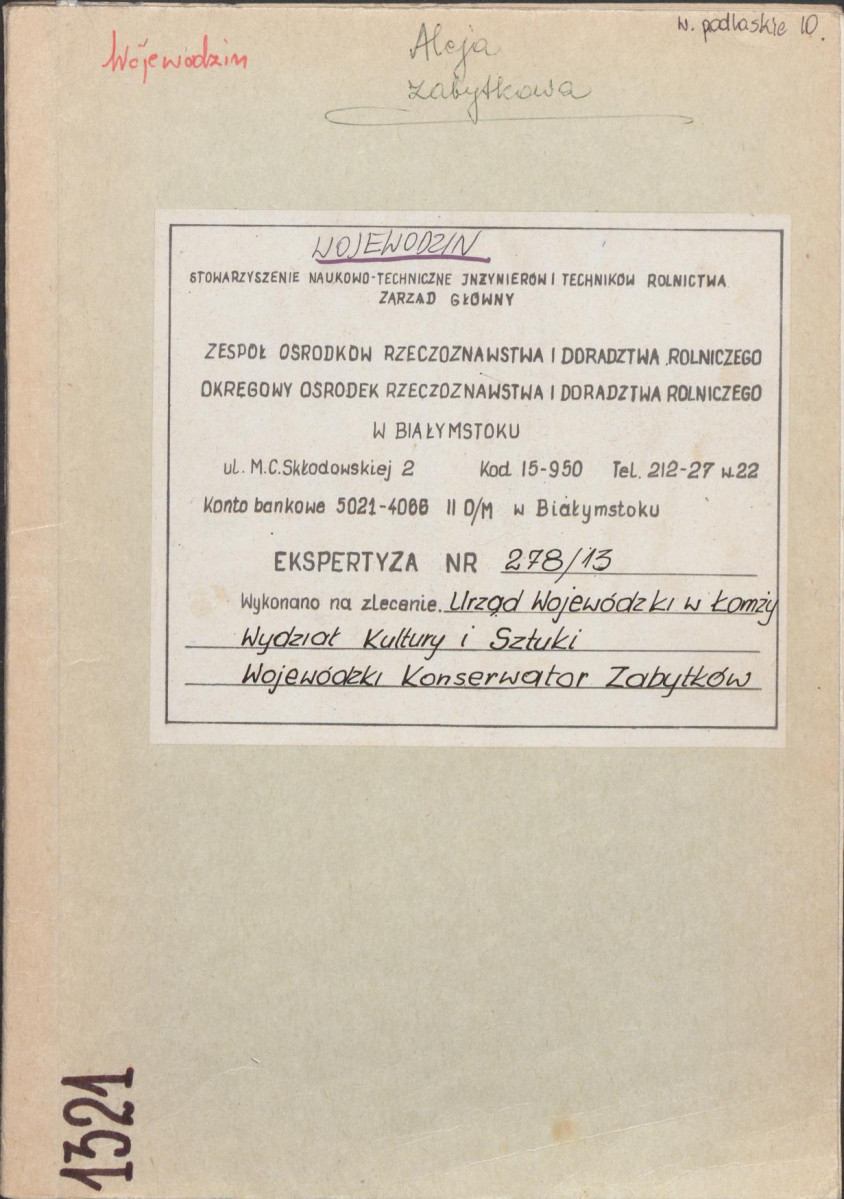 w. podlaskie 10.
Wojewodzin
Aleja
zabytkowa
WOJEWODZIN
STOWARZYSZENIE NAUKOWO-TECHNICZNE INŻYNIERÓW I TECHNIKÓW ROLNICTWA
ZARZĄD GŁÓWNY
ZESPÓŁ OŚRODKÓW RZECZOZNAWSTWA I DORADZTWA ROLNICZEGO
OKRĘGOWY OŚRODEK RZECZOZNAWSTWA I DORADZTWA ROLNICZEGO
W BIAŁYMSTOKU
ul. M.C.Skłodowskiej 2 Kod 15-950 Tel. 212-27 w.22
Konto bankowe 5021-4066 II O/M w Białymstoku
EKSPERTYZA NR 278/13
Wykonano na zlecenie. Urząd Wojewódzki w Łomży
Wydział Kultury i Sztuki
Wojewódzki Konserwator Zabytków
1321